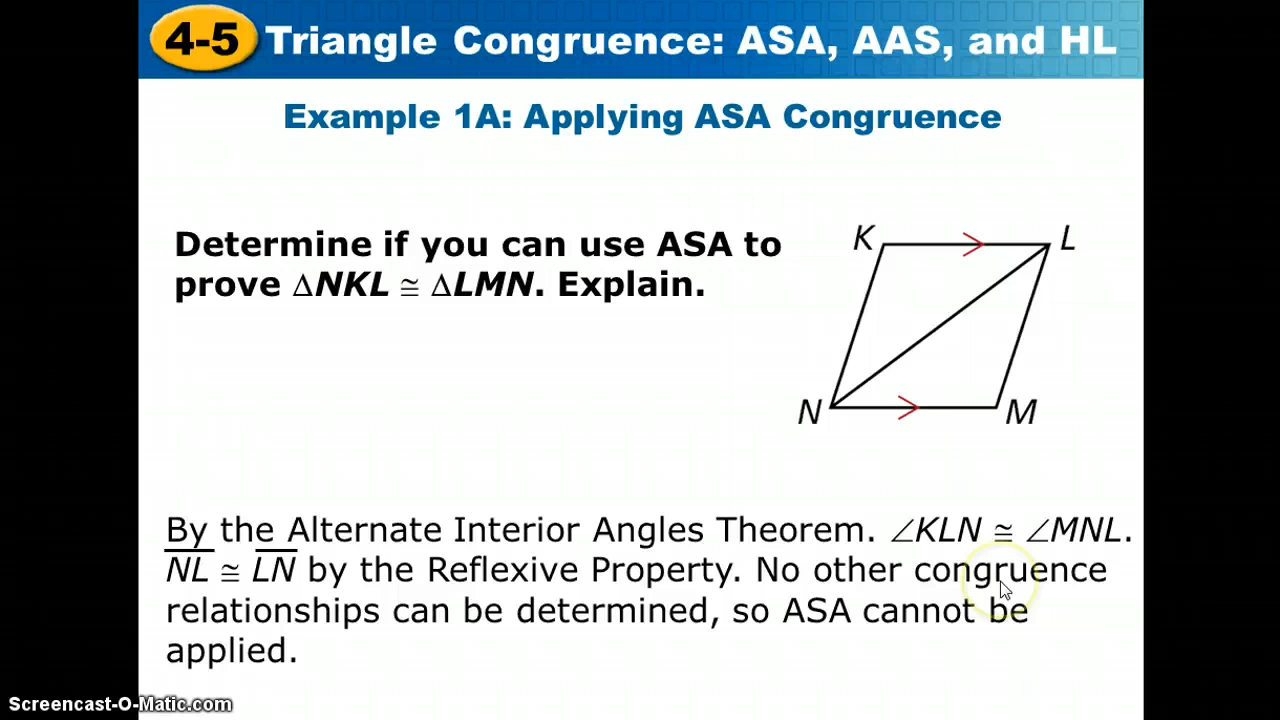 4-5 Triangle Congruence: ASA, AAS, and HL
Example 1A: Applying ASA Congruence
Determine if you can use ASA to
prove ΔNKL ≅ ΔLMN. Explain.
K
L
N
M
By the Alternate Interior Angles Theorem. ∠KLN ≅ ∠MNL.
NL ≅ LN by the Reflexive Property. No other congruence
relationships can be determined, so ASA cannot be
applied.
Screencast-O-Matic.com